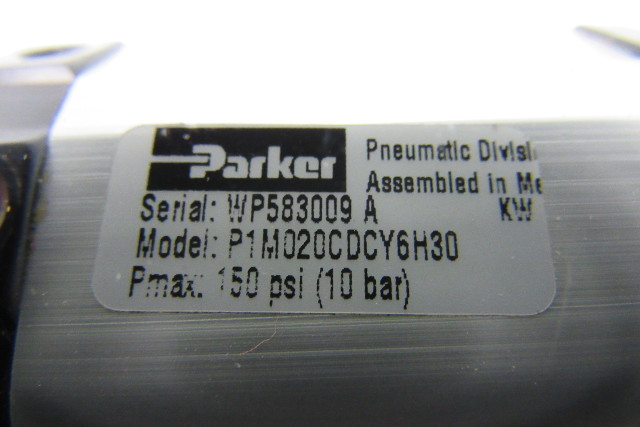 Parker
Pneumatic Divisi
Assembled in Me
Serial: WP583009 A KW
Model: P1M020CDCY6H30
Pmax: 150 psi (10 bar)